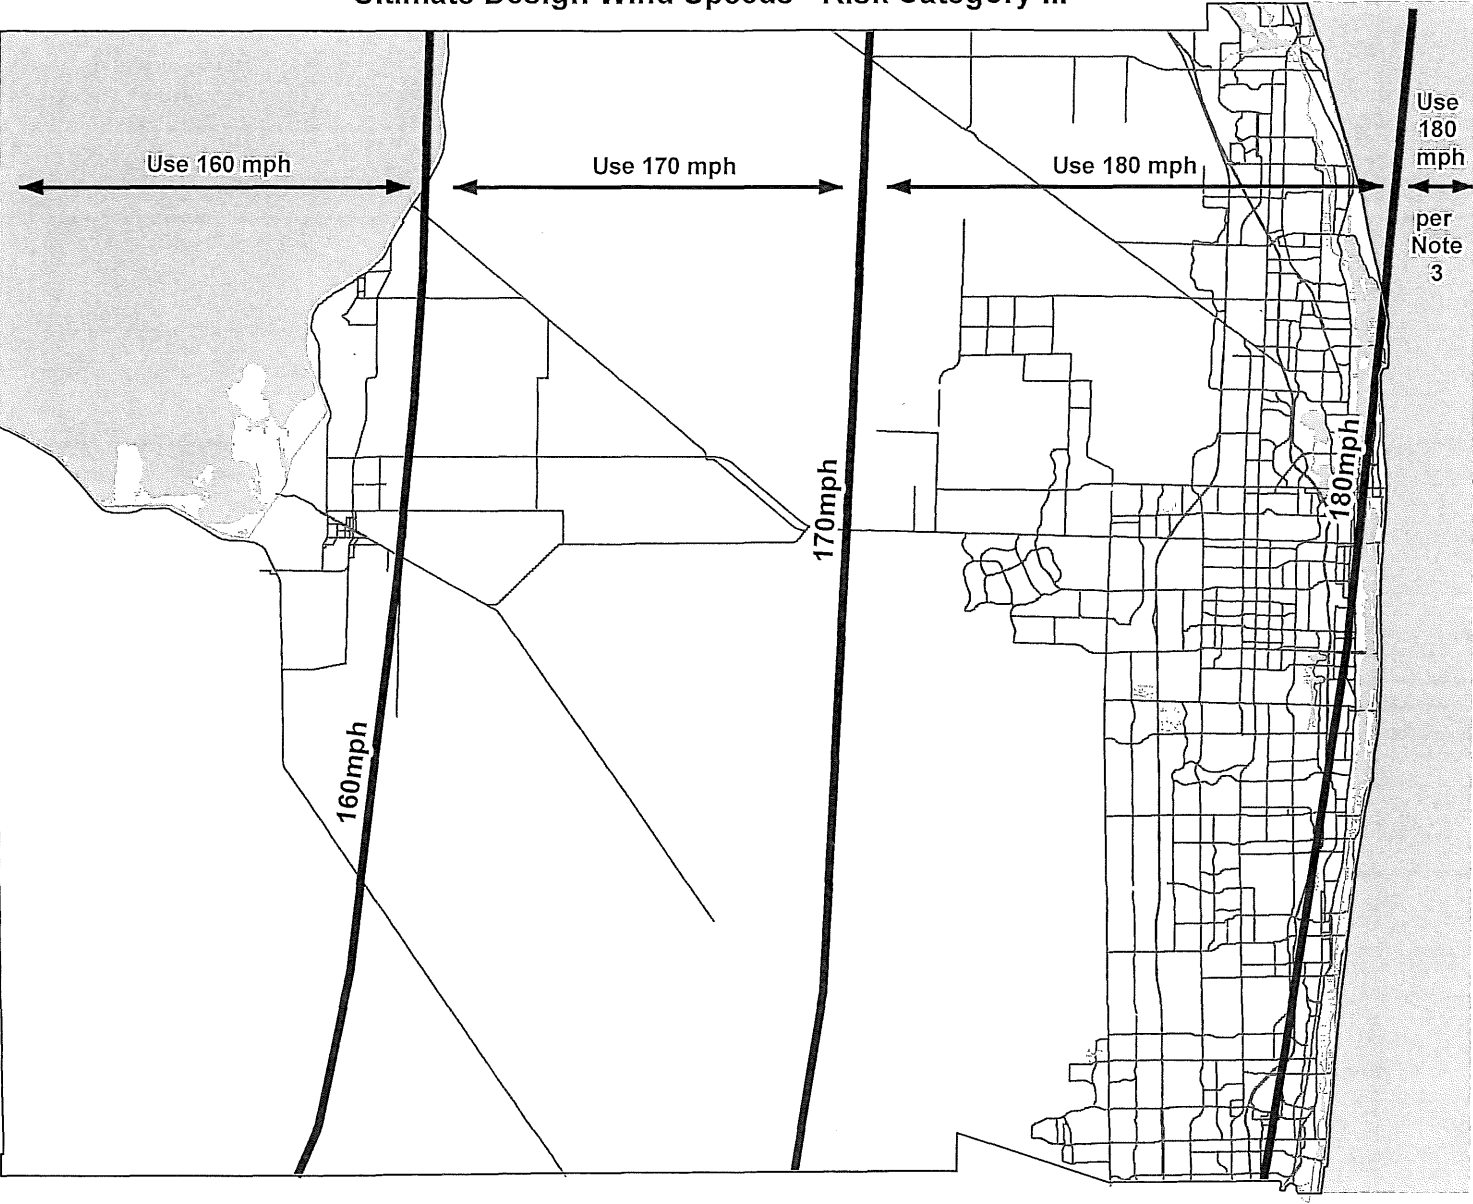 Ultimate Design Wind Speeds - Risk Category II
Use 160 mph
Use 170 mph
Use 180 mph
Use
180
mph
per
Note
3
160mph
170mph
180mph